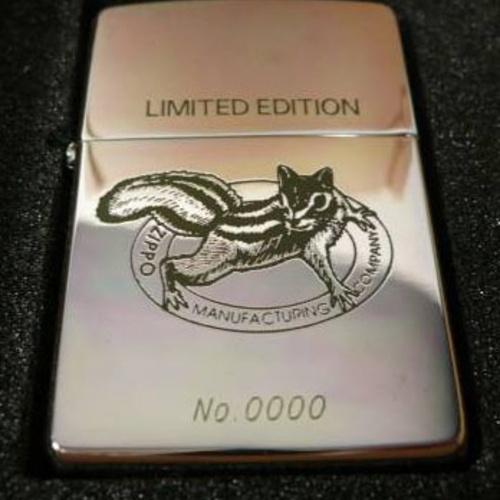 LIMITED EDITION
ZIPPO MANUFACTURING COMPANY
No.0000